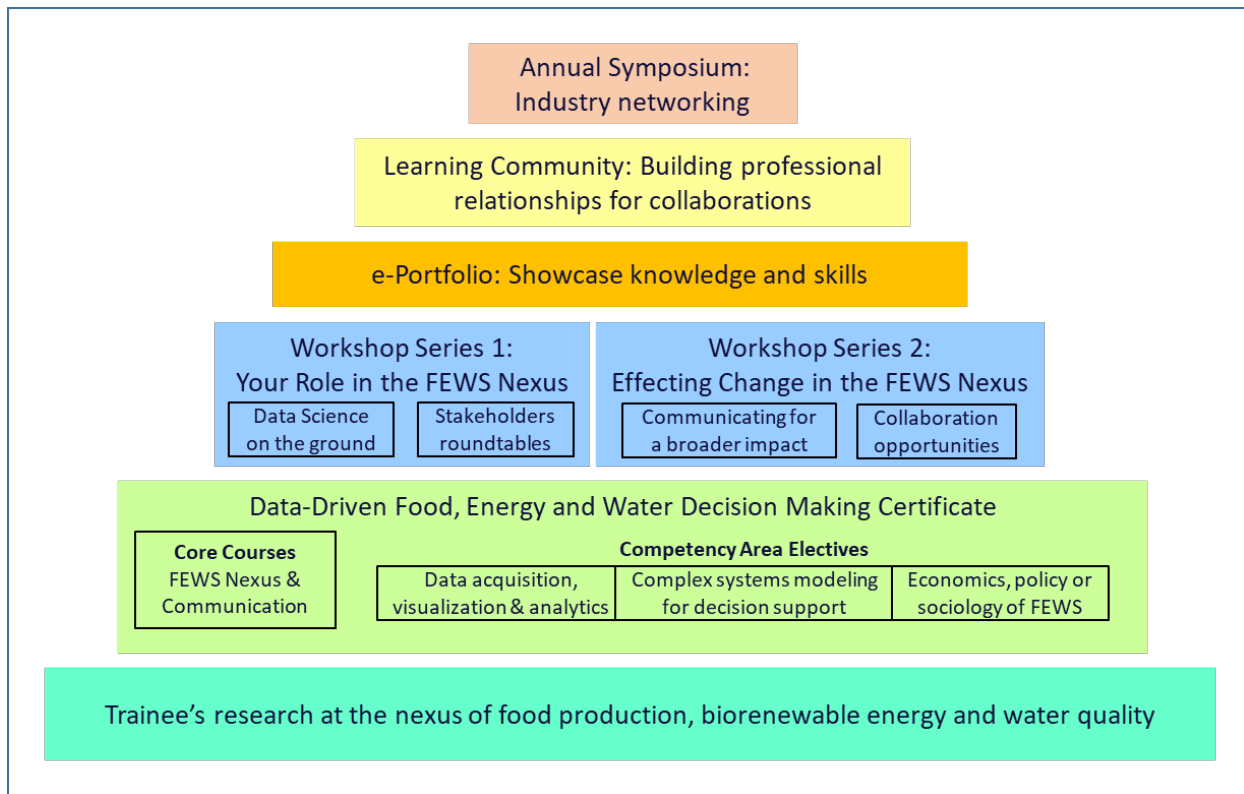 Annual Symposium:
Industry networking
Learning Community: Building professional
relationships for collaborations
e-Portfolio: Showcase knowledge and skills
Workshop Series 1:
Your Role in the FEWS Nexus
Data Science
on the ground
Stakeholders
roundtables
Workshop Series 2:
Effecting Change in the FEWS Nexus
Communicating for
a broader impact
Collaboration
opportunities
Data-Driven Food, Energy and Water Decision Making Certificate
Core Courses
FEWS Nexus &
Communication
Competency Area Electives
Data acquisition,
visualization & analytics
Complex systems modeling
for decision support
Economics, policy or
sociology of FEWS
Trainee’s research at the nexus of food production, biorenewable energy and water quality